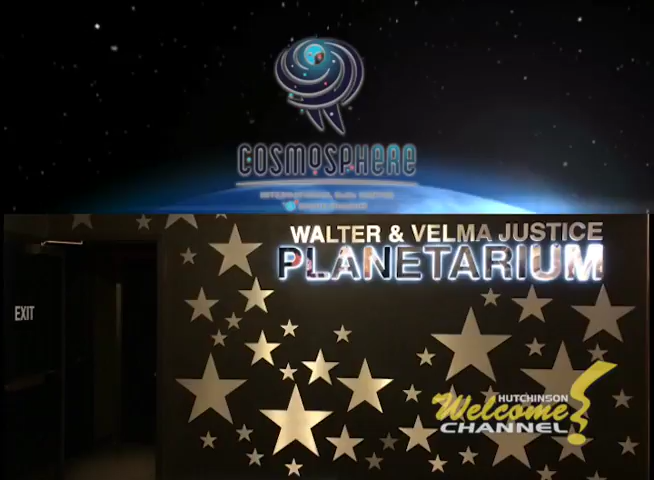 COSMOSPHERE
WALTER & VELMA JUSTICE
PLANETARIUM
EXIT
HUTCHINSON
Welcome
CHANNEL